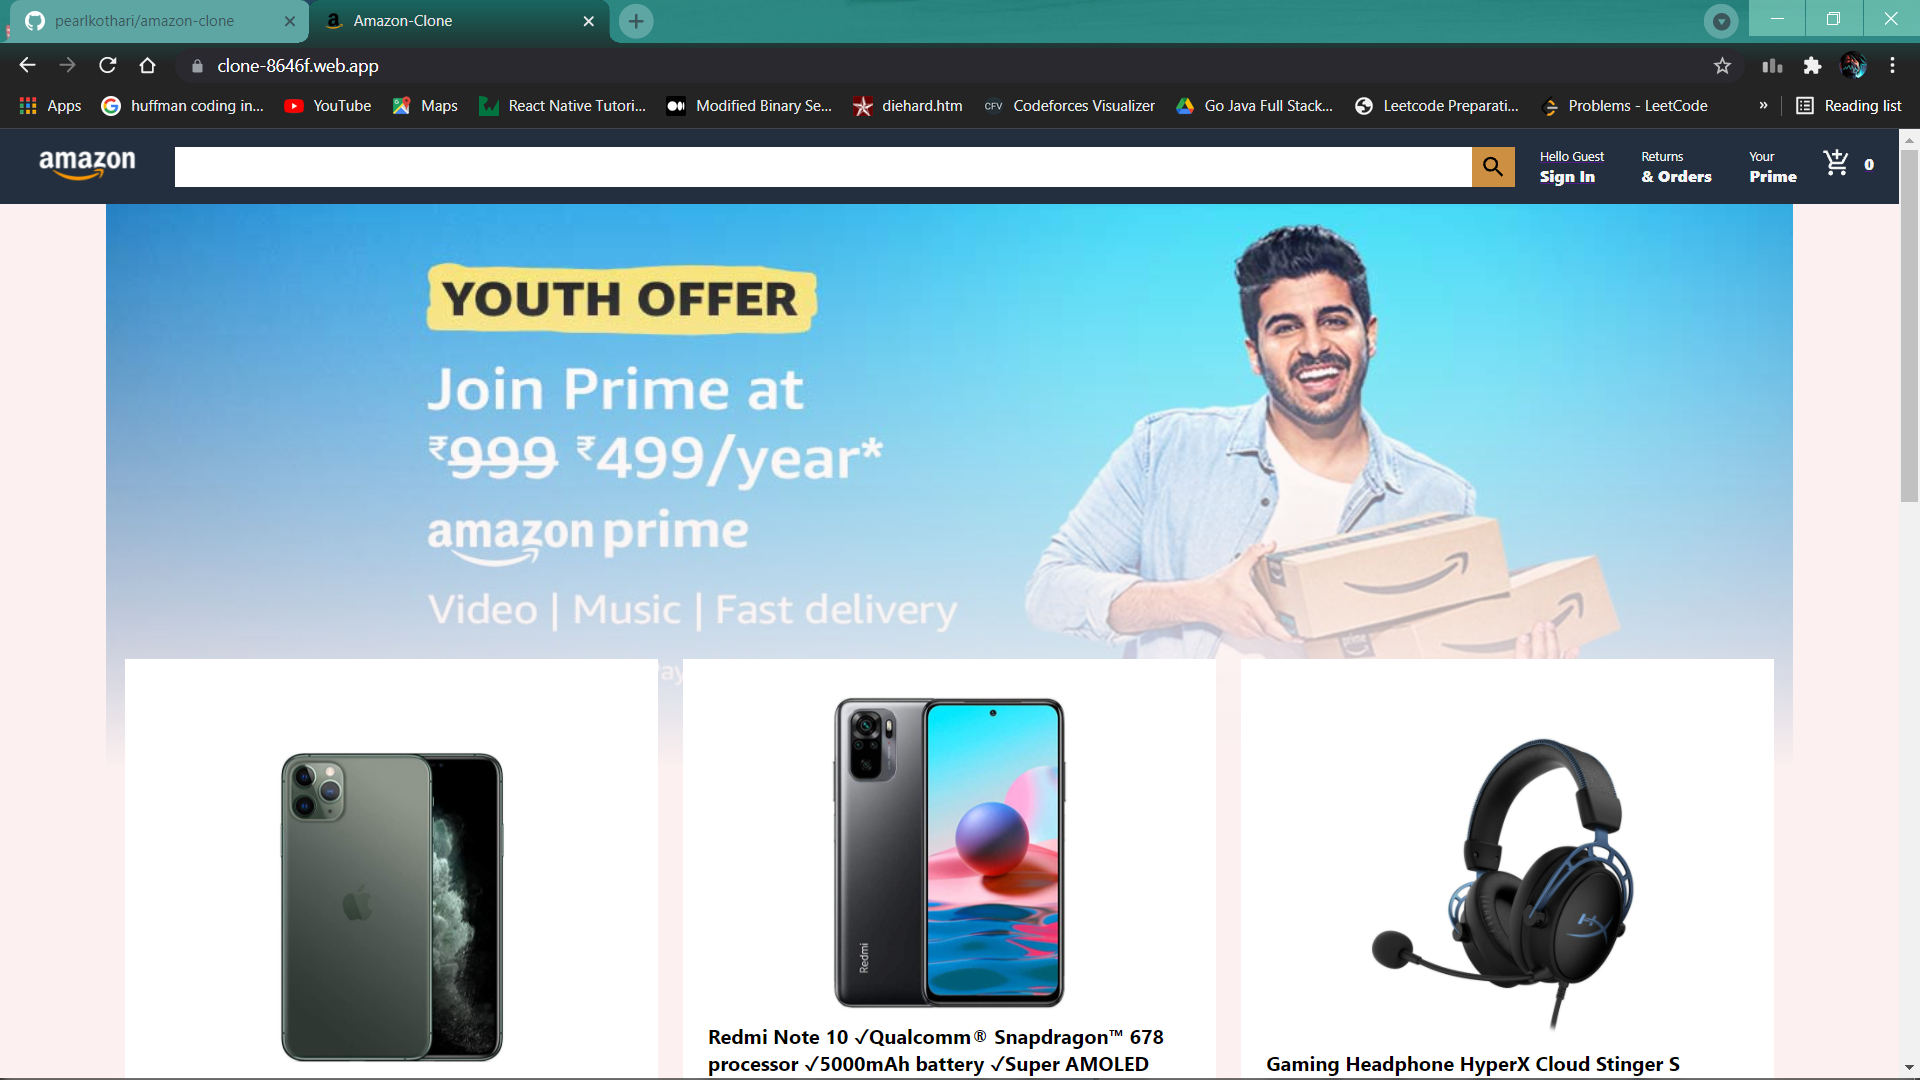 pearlkothari/amazon-clone
Amazon-Clone
clone-8646f.web.app
Apps
huffman coding in...
YouTube
Maps
React Native Tutori...
Modified Binary Se...
diehard.htm
CFV
Codeforces Visualizer
Go Java Full Stack...
Leetcode Preparati...
Problems - LeetCode
»
Reading list
amazon
Hello Guest
Sign In
Returns
& Orders
Your
Prime
0
YOUTH OFFER
Join Prime at
₹999 ₹499/year*
amazon prime
Video | Music | Fast delivery
prime
Redmi
Redmi Note 10 ✓Qualcomm® Snapdragon™ 678
processor ✓5000mAh battery ✓Super AMOLED
Gaming Headphone HyperX Cloud Stinger S